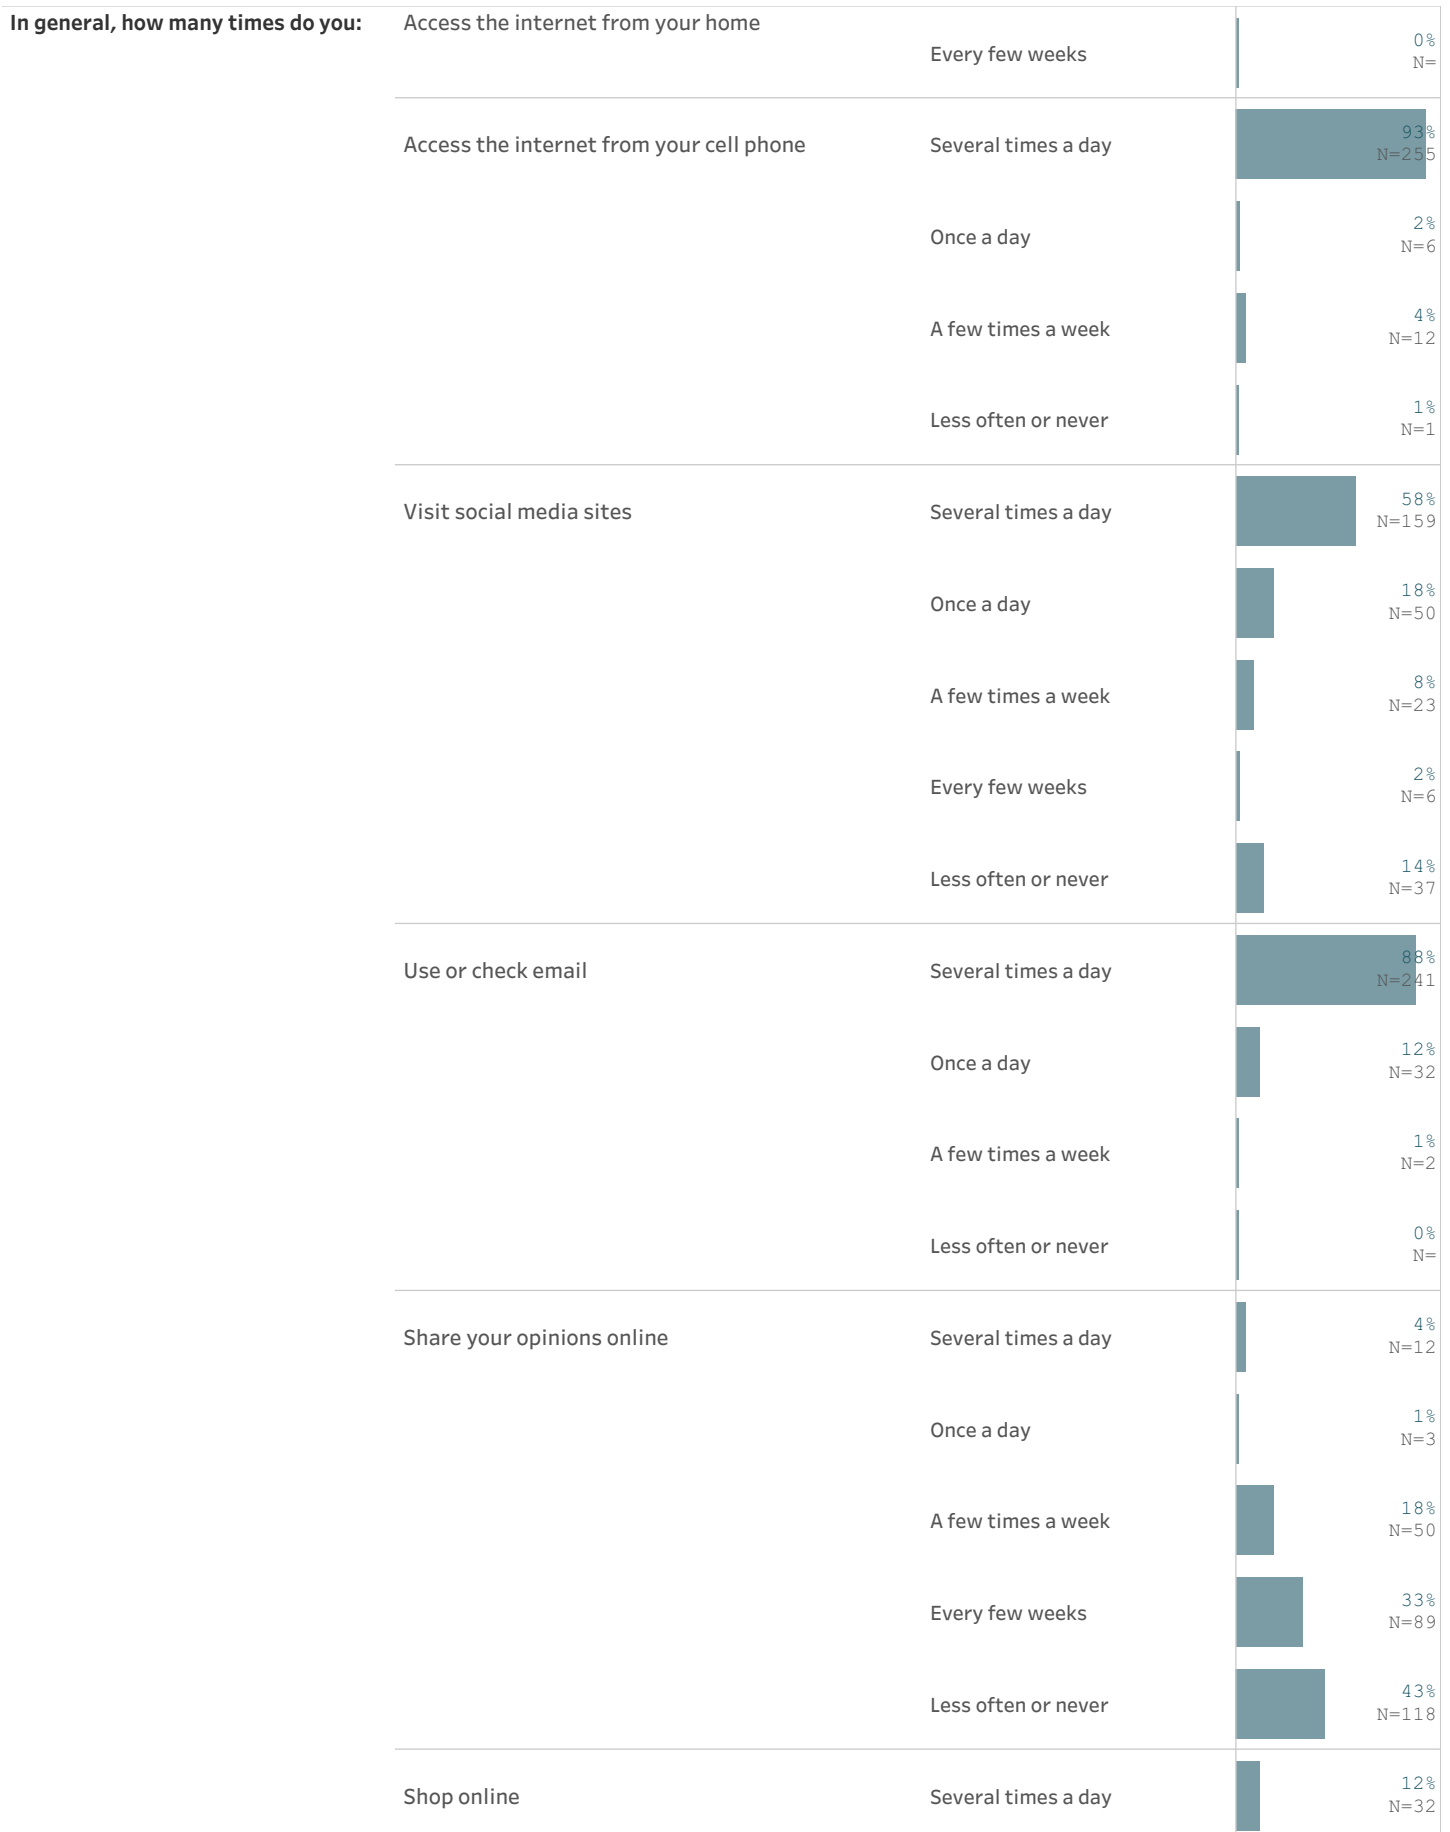 In general, how many times do you:
Access the internet from your home
Every few weeks
0%
N=
Access the internet from your cell phone
Several times a day
93%
N=255
Once a day
2%
N=6
A few times a week
4%
N=12
Less often or never
1%
N=1
Visit social media sites
Several times a day
58%
N=159
Once a day
18%
N=50
A few times a week
8%
N=23
Every few weeks
2%
N=6
Less often or never
14%
N=37
Use or check email
Several times a day
88%
N=241
Once a day
12%
N=32
A few times a week
1%
N=2
Less often or never
0%
N=
Share your opinions online
Several times a day
4%
N=12
Once a day
1%
N=3
A few times a week
18%
N=50
Every few weeks
33%
N=89
Less often or never
43%
N=118
Shop online
Several times a day
12%
N=32